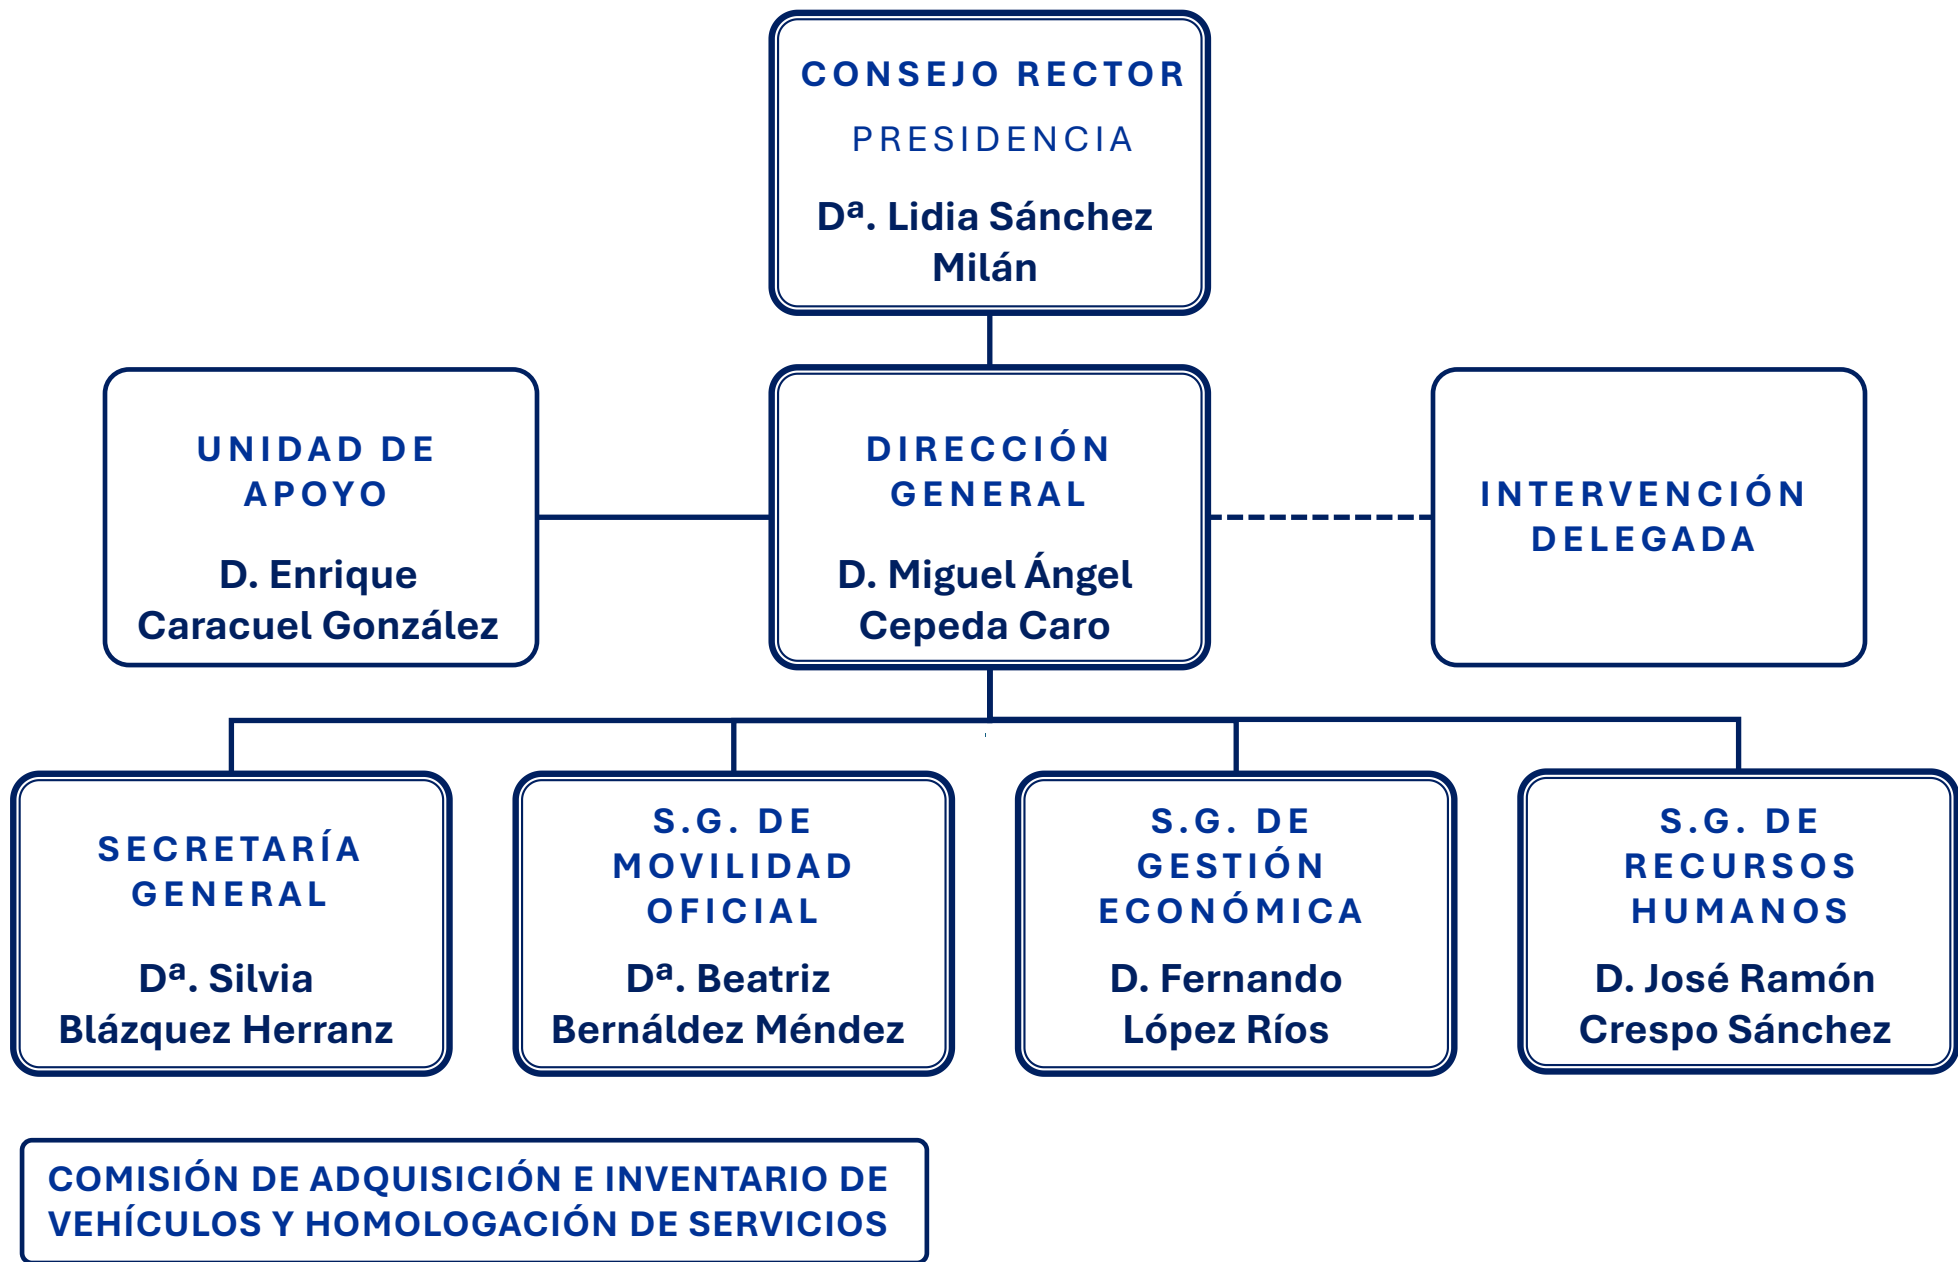 CONSEJO RECTOR
PRESIDENCIA
Dª. Lidia Sánchez
Milán
UNIDAD DE
APOYO
D. Enrique
Caracuel González
DIRECCIÓN
GENERAL
D. Miguel Ángel
Cepeda Caro
INTERVENCIÓN
DELEGADA
SECRETARÍA
GENERAL
Dª. Silvia
Blázquez Herranz
S.G. DE
MOVILIDAD
OFICIAL
Dª. Beatriz
Bernáldez Méndez
S.G. DE
GESTIÓN
ECONÓMICA
D. Fernando
López Ríos
S.G. DE
RECURSOS
HUMANOS
D. José Ramón
Crespo Sánchez
COMISIÓN DE ADQUISICIÓN E INVENTARIO DE
VEHÍCULOS Y HOMOLOGACIÓN DE SERVICIOS